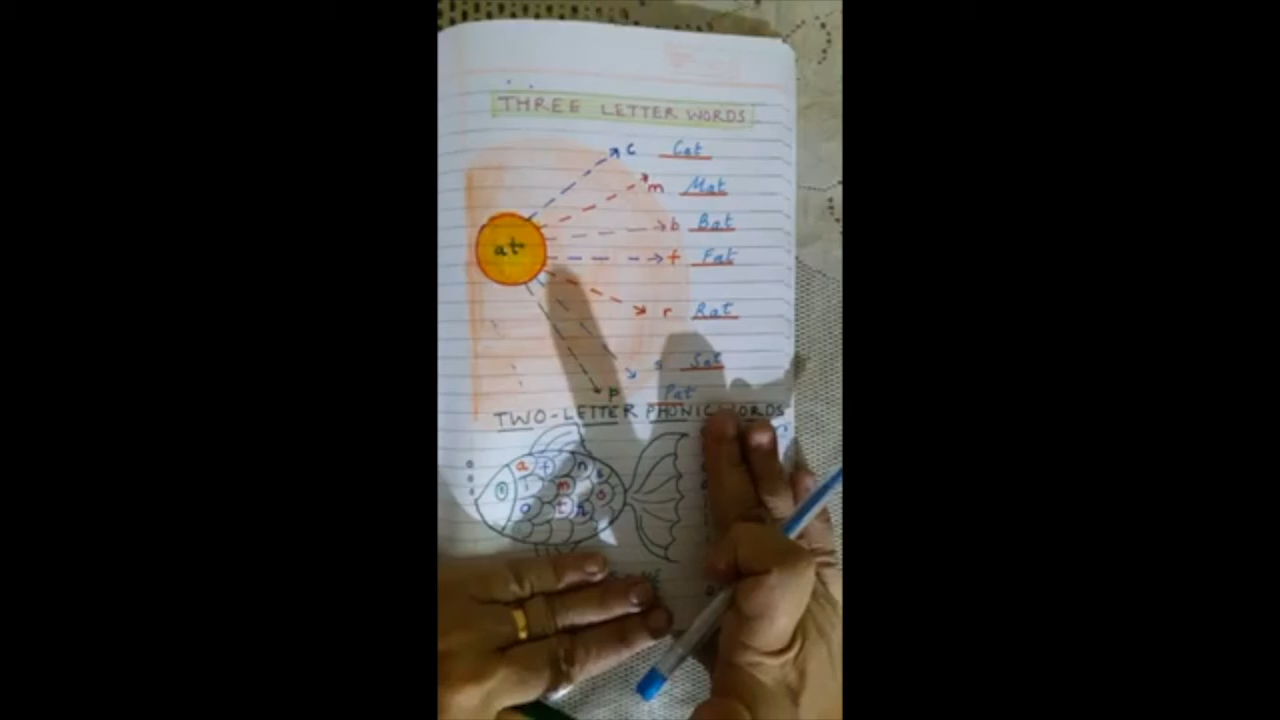 THREE LETTER WORDS
at
c Cat
m Mat
b Bat
f Fat
r Rat
s Sat
p Pat
TWO-LETTER PHONIC WORDS
a f n s
i m o
o t n